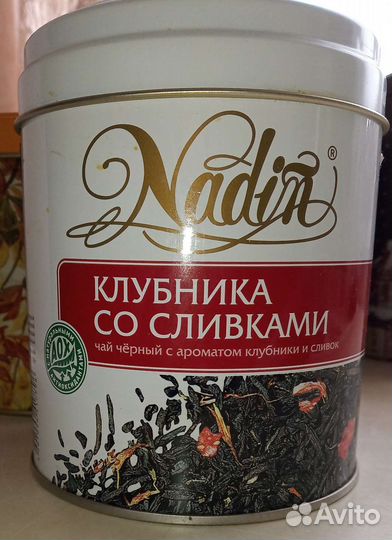 Nadin®
КЛУБНИКА
СО СЛИВКАМИ
чай чёрный с ароматом клубники и сливок
Avito